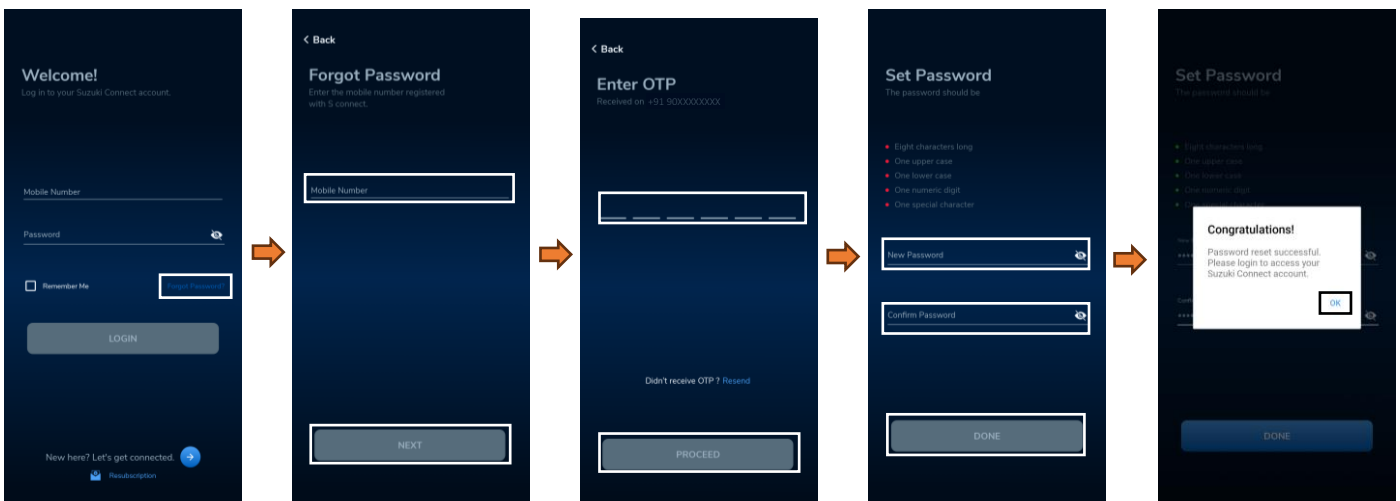 Welcome!
Log in to your Suzuki Connect account.
Mobile Number
Password
Remember Me
Forgot Password?
LOGIN
New here? Let's get connected.
Resubscription
< Back
Forgot Password
Enter the mobile number registered
with S connect.
Mobile Number
NEXT
< Back
Enter OTP
Received on +91 90XXXXXXXX
Didn't receive OTP ? Resend
PROCEED
Set Password
The password should be
Eight characters long
One upper case
One lower case
One numeric digit
One special character
New Password
Confirm Password
DONE
Set Password
The password should be
Eight characters long
One upper case
One lower case
One numeric digit
Congratulations!
Password reset successful.
Please login to access your
Suzuki Connect account.
OK
DONE